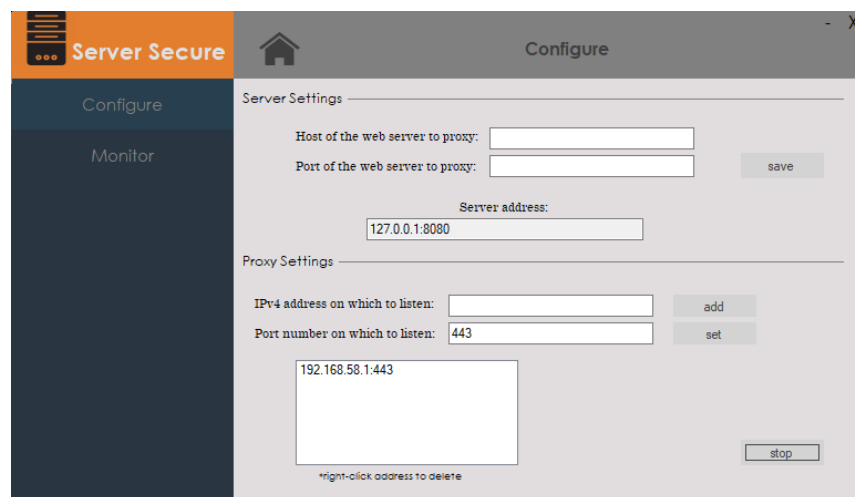 Server Secure
Configure
- X
Configure
Monitor
Server Settings
Host of the web server to proxy:
Port of the web server to proxy:
save
Server address:
127.0.0.1:8080
Proxy Settings
IPv4 address on which to listen:
add
Port number on which to listen:
443
set
192.168.58.1:443
*right-click address to delete
stop